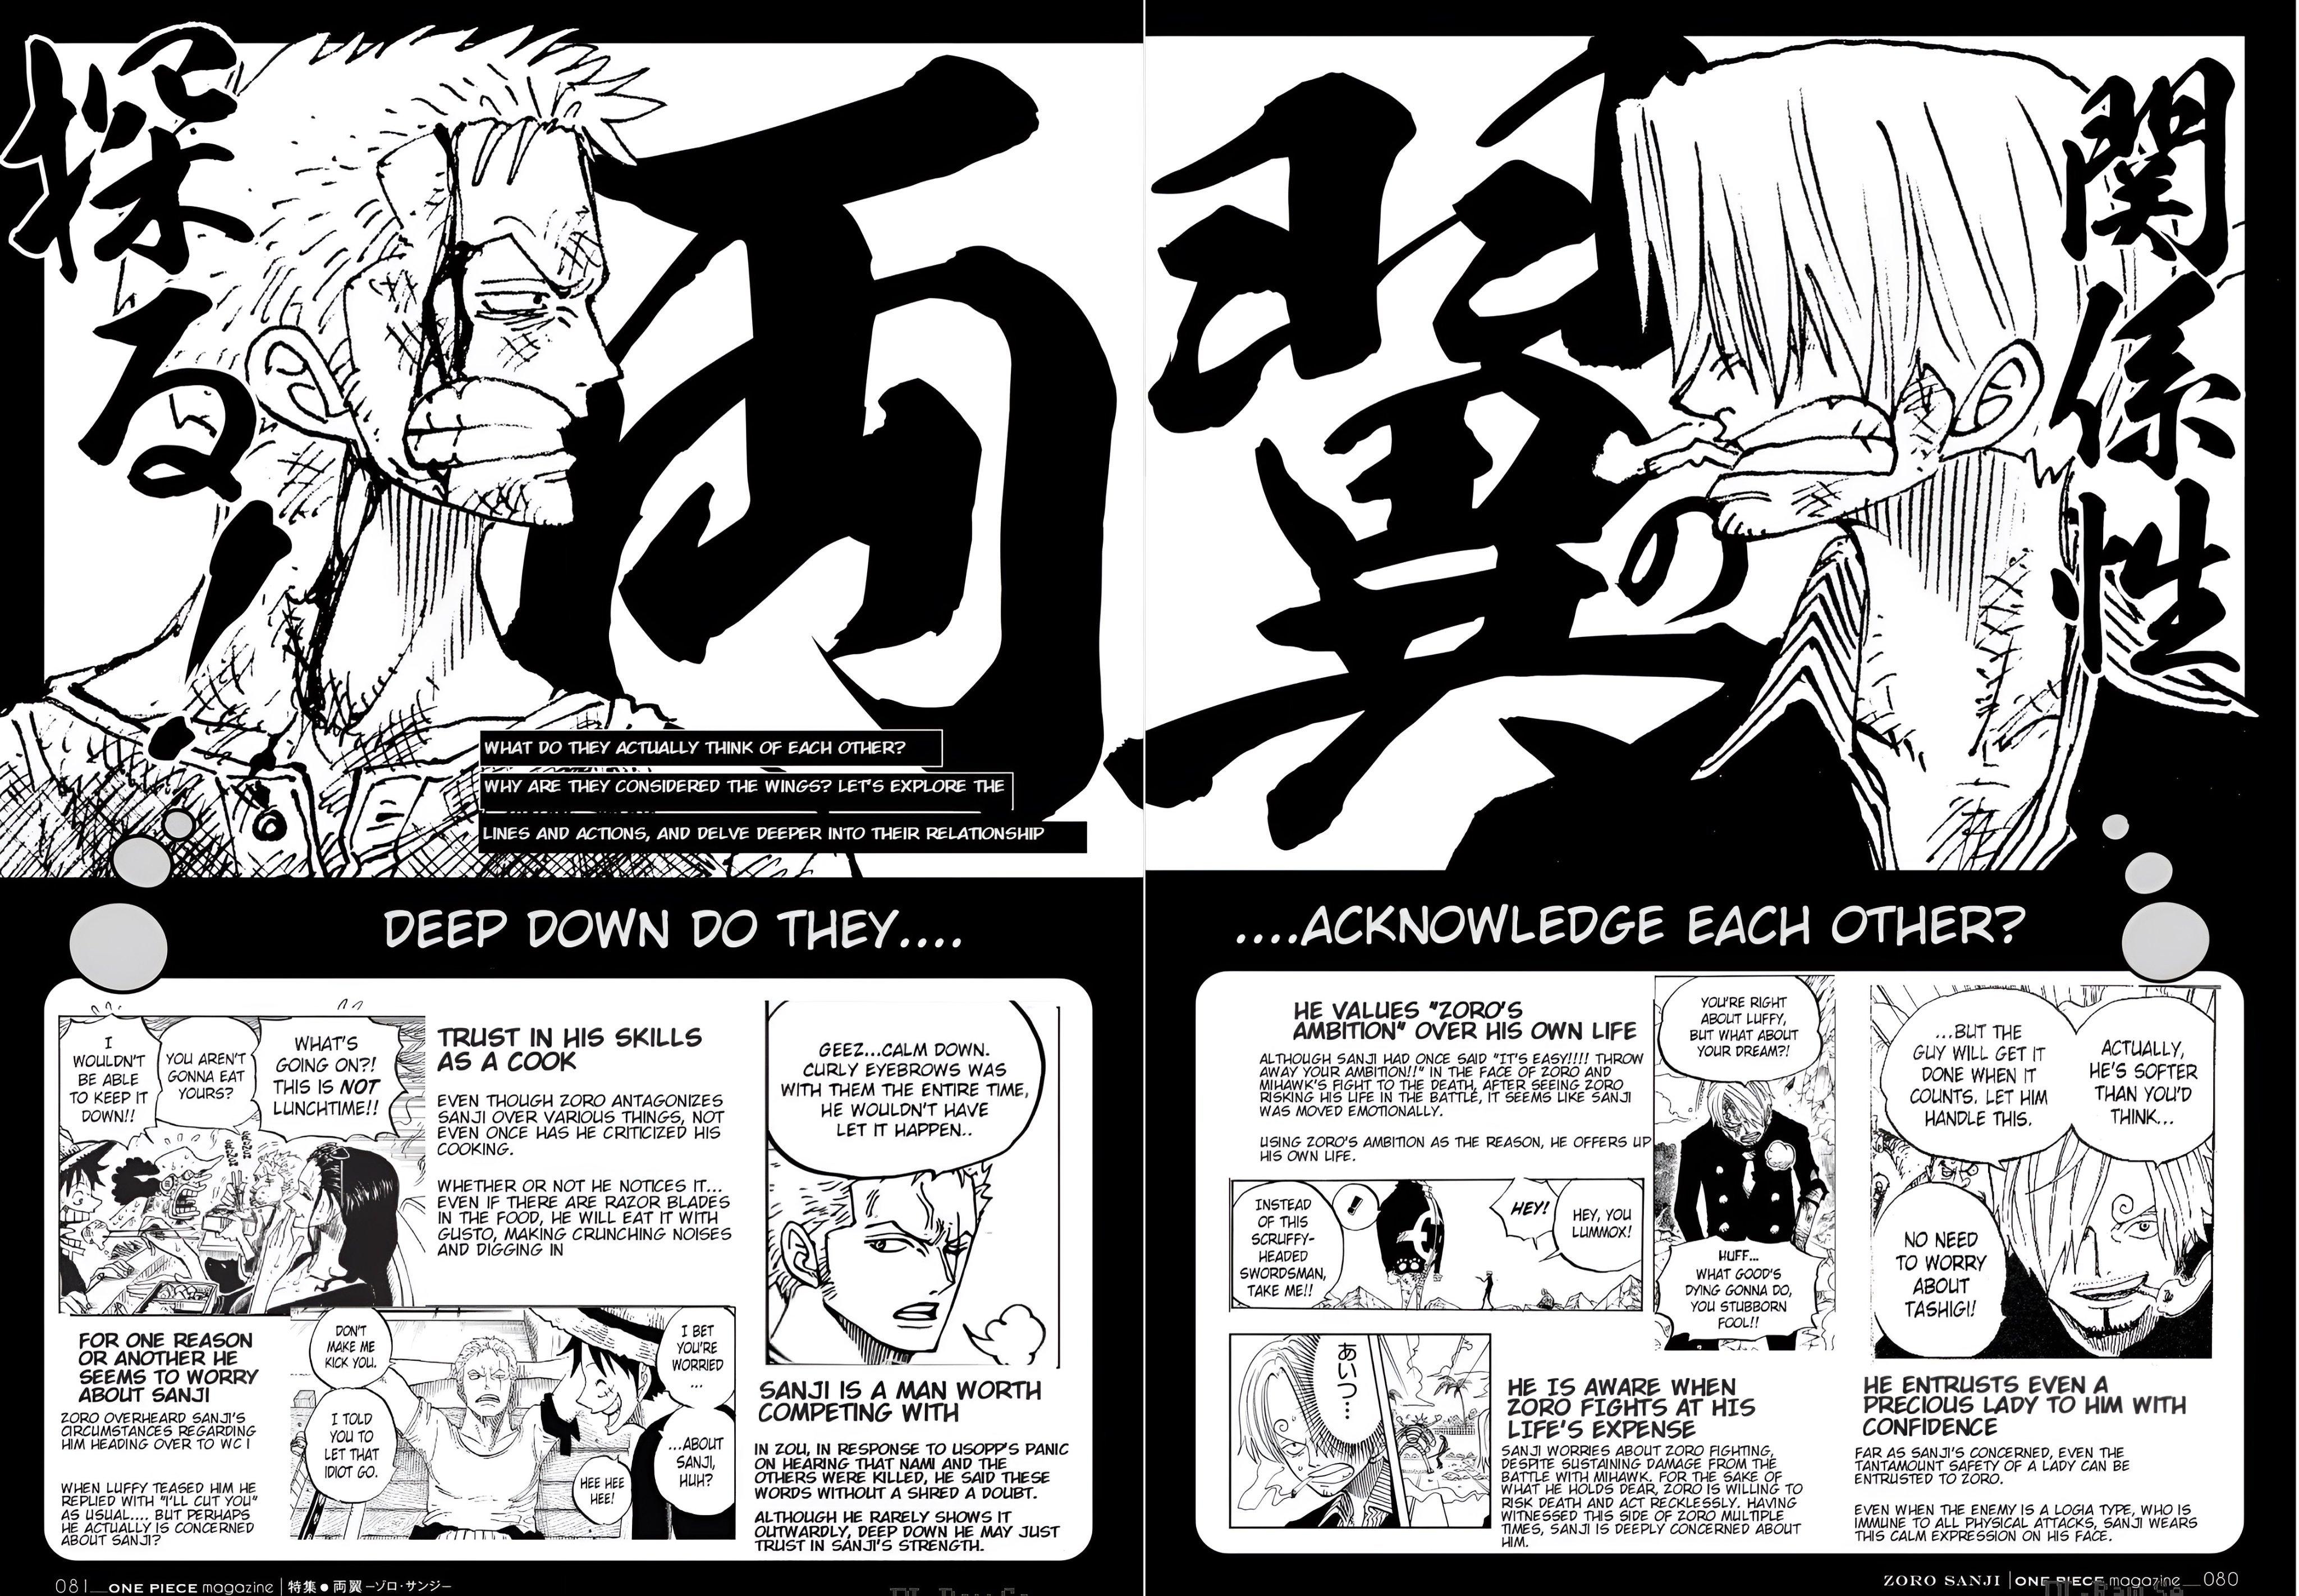 両翼の
関係性
探る!
WHAT DO THEY ACTUALLY THINK OF EACH OTHER?
WHY ARE THEY CONSIDERED THE WINGS? LET'S EXPLORE THE
LINES AND ACTIONS, AND DELVE DEEPER INTO THEIR RELATIONSHIP
DEEP DOWN DO THEY....
....ACKNOWLEDGE EACH OTHER?
I
WOULDN'T
BE ABLE
TO KEEP IT
DOWN!!
YOU AREN'T
GONNA EAT
YOURS?
WHAT'S
GOING ON?!
THIS IS NOT
LUNCHTIME!!
CRUNCH
CRUNCH
TRUST IN HIS SKILLS
AS A COOK
EVEN THOUGH ZORO ANTAGONIZES
SANJI OVER VARIOUS THINGS, NOT
EVEN ONCE HAS HE CRITICIZED HIS
COOKING.
WHETHER OR NOT HE NOTICES IT...
EVEN IF THERE ARE RAZOR BLADES
IN THE FOOD, HE WILL EAT IT WITH
GUSTO, MAKING CRUNCHING NOISES
AND DIGGING IN
GEEZ...CALM DOWN.
CURLY EYEBROWS WAS
WITH THEM THE ENTIRE TIME,
HE WOULDN'T HAVE
LET IT HAPPEN..
FOR ONE REASON
OR ANOTHER HE
SEEMS TO WORRY
ABOUT SANJI
ZORO OVERHEARD SANJI'S
CIRCUMSTANCES REGARDING
HIM HEADING OVER TO WC I
WHEN LUFFY TEASED HIM HE
REPLIED WITH "I'LL CUT YOU"
AS USUAL.... BUT PERHAPS
HE ACTUALLY IS CONCERNED
ABOUT SANJI?
DON'T
MAKE ME
KICK YOU.
I TOLD
YOU TO
LET THAT
IDIOT GO.
I BET
YOU'RE
WORRIED
...
...ABOUT
SANJI,
HUH?
HEE HEE
HEE!
SANJI IS A MAN WORTH
COMPETING WITH
IN ZOU, IN RESPONSE TO USOPP'S PANIC
ON HEARING THAT NAMI AND THE
OTHERS WERE KILLED, HE SAID THESE
WORDS WITHOUT A SHRED A DOUBT.
ALTHOUGH HE RARELY SHOWS IT
OUTWARDLY, DEEP DOWN HE MAY JUST
TRUST IN SANJI'S STRENGTH.
HE VALUES "ZORO'S
AMBITION" OVER HIS OWN LIFE
ALTHOUGH SANJI HAD ONCE SAID "IT'S EASY!!!! THROW
AWAY YOUR AMBITION!!" IN THE FACE OF ZORO AND
MIHAWK'S FIGHT TO THE DEATH, AFTER SEEING ZORO
RISKING HIS LIFE IN THE BATTLE, IT SEEMS LIKE SANJI
WAS MOVED EMOTIONALLY.
USING ZORO'S AMBITION AS THE REASON, HE OFFERS UP
HIS OWN LIFE.
YOU'RE RIGHT
ABOUT LUFFY,
BUT WHAT ABOUT
YOUR DREAM?!
HUFF...
WHAT GOOD'S
DYING GONNA DO,
YOU STUBBORN
FOOL!!
...BUT THE
GUY WILL GET IT
DONE WHEN IT
COUNTS. LET HIM
HANDLE THIS.
ACTUALLY,
HE'S SOFTER
THAN YOU'D
THINK...
NO NEED
TO WORRY
ABOUT
TASHIGI!
INSTEAD
OF THIS
SCRUFFY-
HEADED
SWORDSMAN,
TAKE ME!!
!
HEY!
HEY, YOU
LUMMOX!
あいつ…
HE IS AWARE WHEN
ZORO FIGHTS AT HIS
LIFE'S EXPENSE
SANJI WORRIES ABOUT ZORO FIGHTING,
DESPITE SUSTAINING DAMAGE FROM THE
BATTLE WITH MIHAWK. FOR THE SAKE OF
WHAT HE HOLDS DEAR, ZORO IS WILLING TO
RISK DEATH AND ACT RECKLESSLY. HAVING
WITNESSED THIS SIDE OF ZORO MULTIPLE
TIMES, SANJI IS DEEPLY CONCERNED ABOUT
HIM.
HE ENTRUSTS EVEN A
PRECIOUS LADY TO HIM WITH
CONFIDENCE
FAR AS SANJI'S CONCERNED, EVEN THE
TANTAMOUNT SAFETY OF A LADY CAN BE
ENTRUSTED TO ZORO.
EVEN WHEN THE ENEMY IS A LOGIA TYPE, WHO IS
IMMUNE TO ALL PHYSICAL ATTACKS, SANJI WEARS
THIS CALM EXPRESSION ON HIS FACE.
081 ONE PIECE magazine | 特集 ● 両翼 —ゾロ・サンジ—
ZORO SANJI | ONE PIECE magazine 080